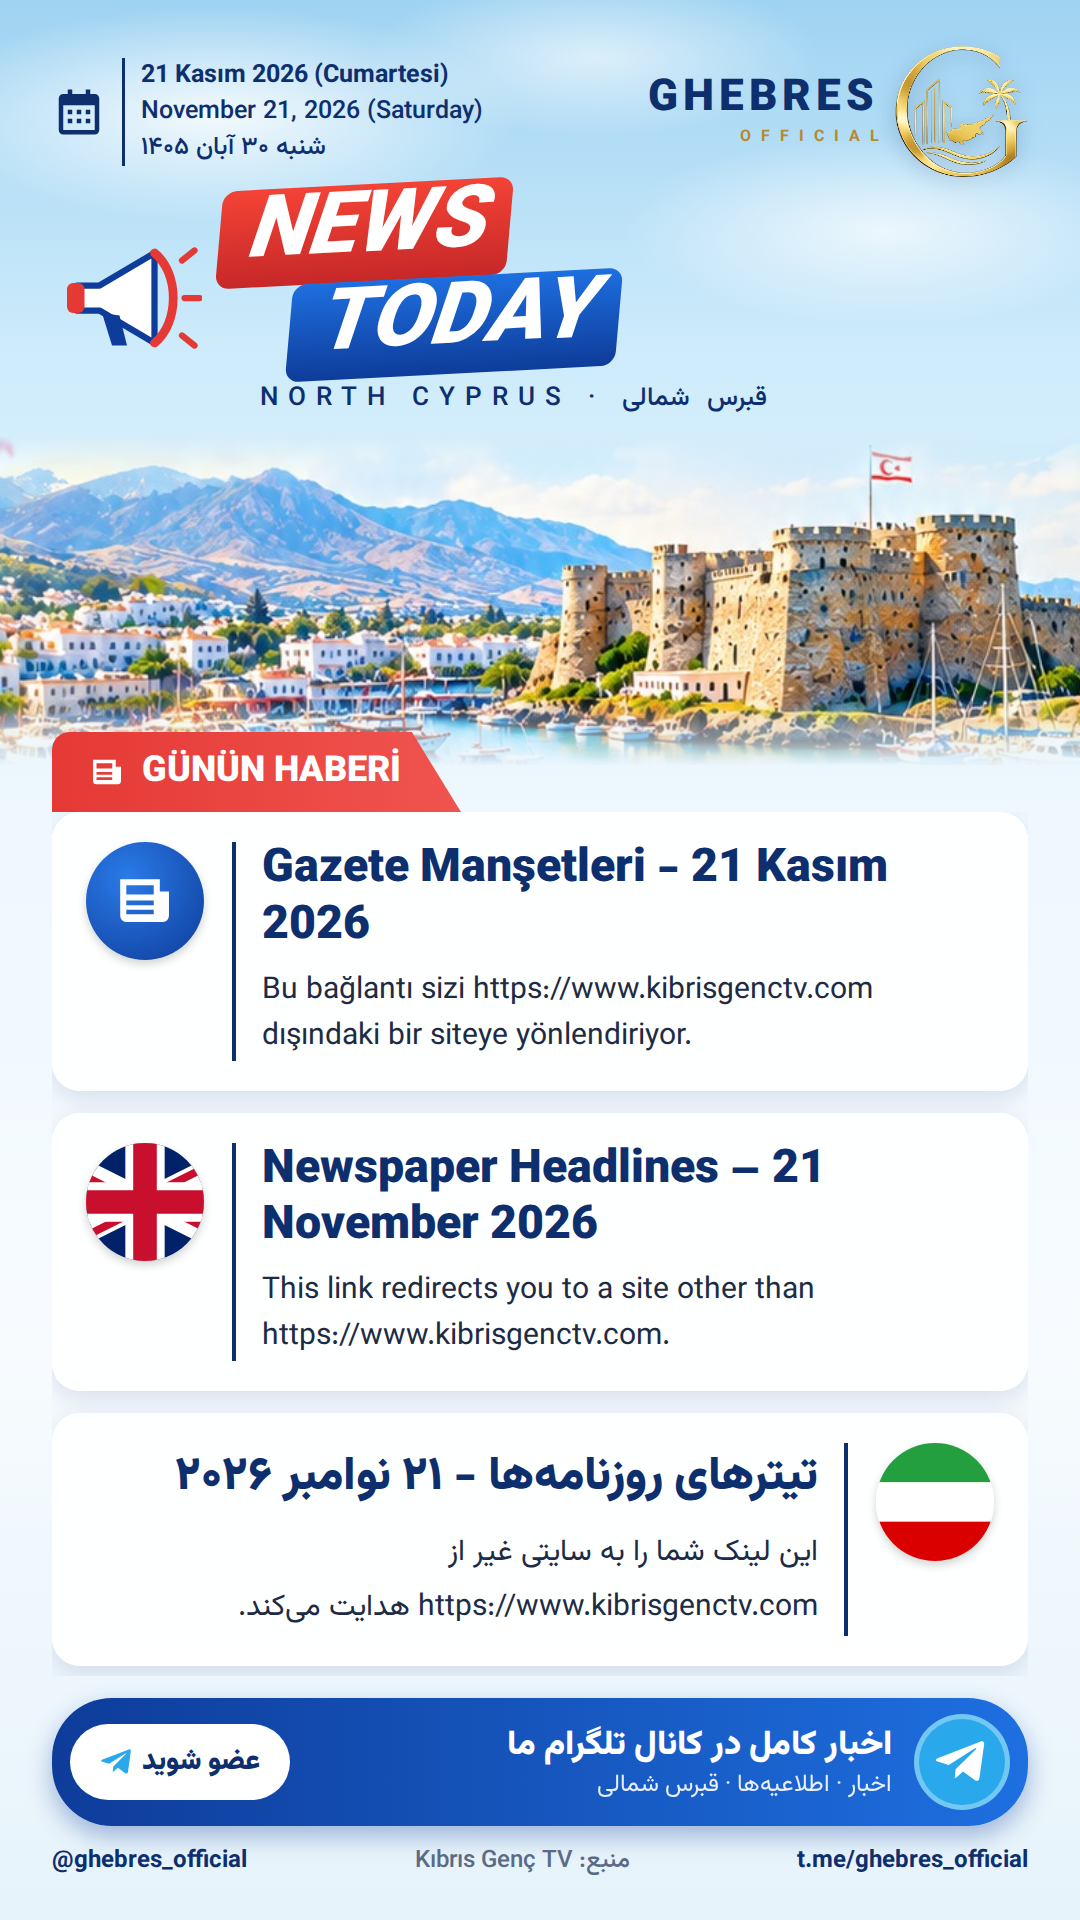 21 Kasım 2026 (Cumartesi)
November 21, 2026 (Saturday)
شنبه ۳۰ آبان ۱۴۰۵
GHEBRES
OFFICIAL
NEWS
TODAY
NORTH CYPRUS · قبرس شمالی
GÜNÜN HABERİ
Gazete Manşetleri – 21 Kasım
2026
Bu bağlantı sizi https://www.kibrisgenctv.com
dışındaki bir siteye yönlendiriyor.
Newspaper Headlines – 21
November 2026
This link redirects you to a site other than
https://www.kibrisgenctv.com.
تیترهای روزنامه‌ها – ۲۱ نوامبر ۲۰۲۶
این لینک شما را به سایتی غیر از
https://www.kibrisgenctv.com هدایت می‌کند.
اخبار کامل در کانال تلگرام ما
اخبار · اطلاعیه‌ها · قبرس شمالی
عضو شوید
@ghebres_official
منبع: Kıbrıs Genç TV
t.me/ghebres_official